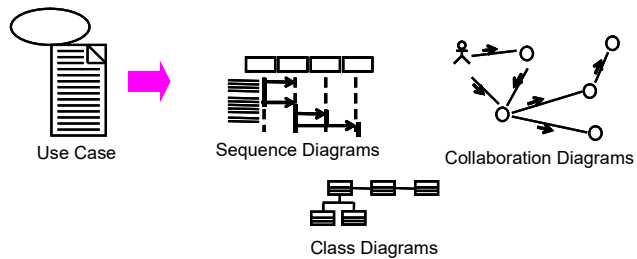 Use Case
Sequence Diagrams
Collaboration Diagrams
Class Diagrams